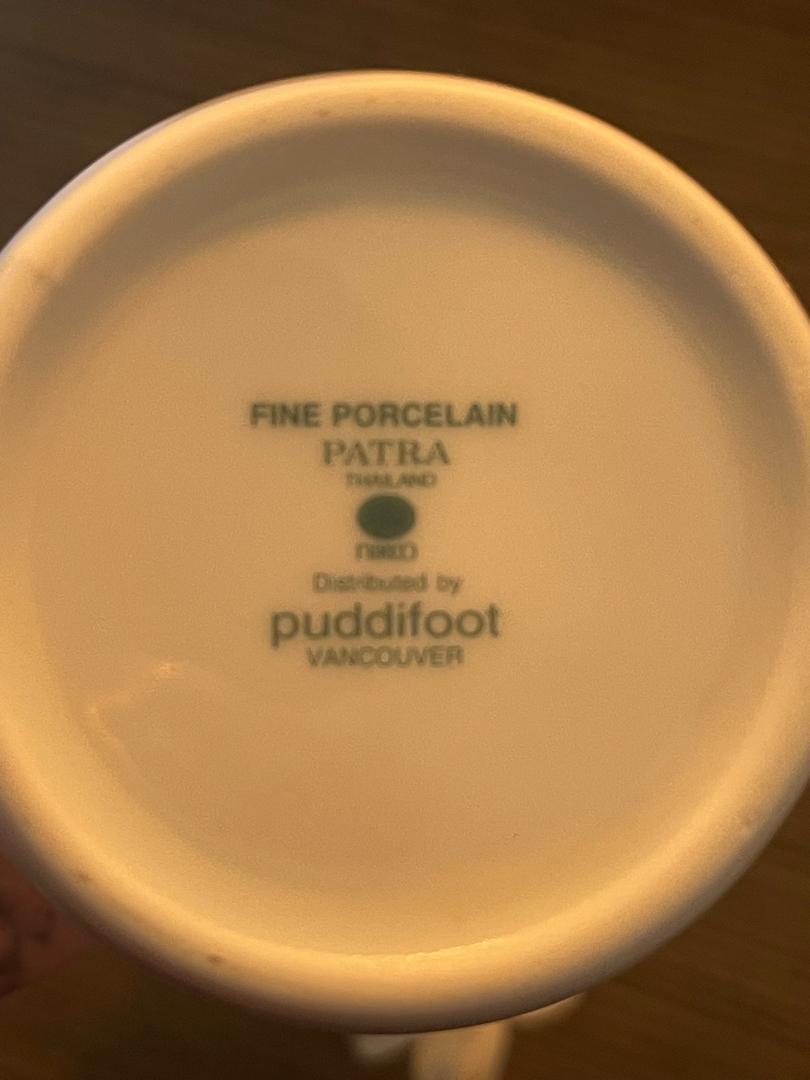 FINE PORCELAIN
PATRA
THAILAND
Distributed by
puddifoot
VANCOUVER